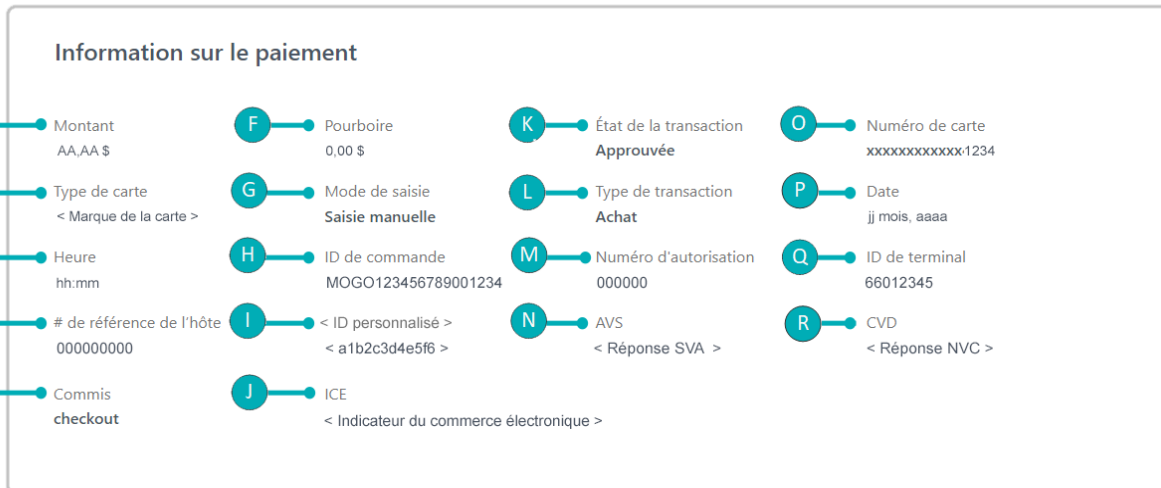 Information sur le paiement
Montant F Pourboire K État de la transaction O Numéro de carte
AA,AA $ 0,00 $ Approuvée xxxxxxxxxxxx1234
Type de carte G Mode de saisie L Type de transaction P Date
< Marque de la carte > Saisie manuelle Achat jj mois, aaaa
Heure H ID de commande M Numéro d'autorisation Q ID de terminal
hh:mm MOGO123456789001234 000000 66012345
# de référence de l'hôte I < ID personnalisé > N AVS R CVD
000000000 < a1b2c3d4e5f6 > < Réponse SVA > < Réponse NVC >
Commis J ICE
checkout < Indicateur du commerce électronique >